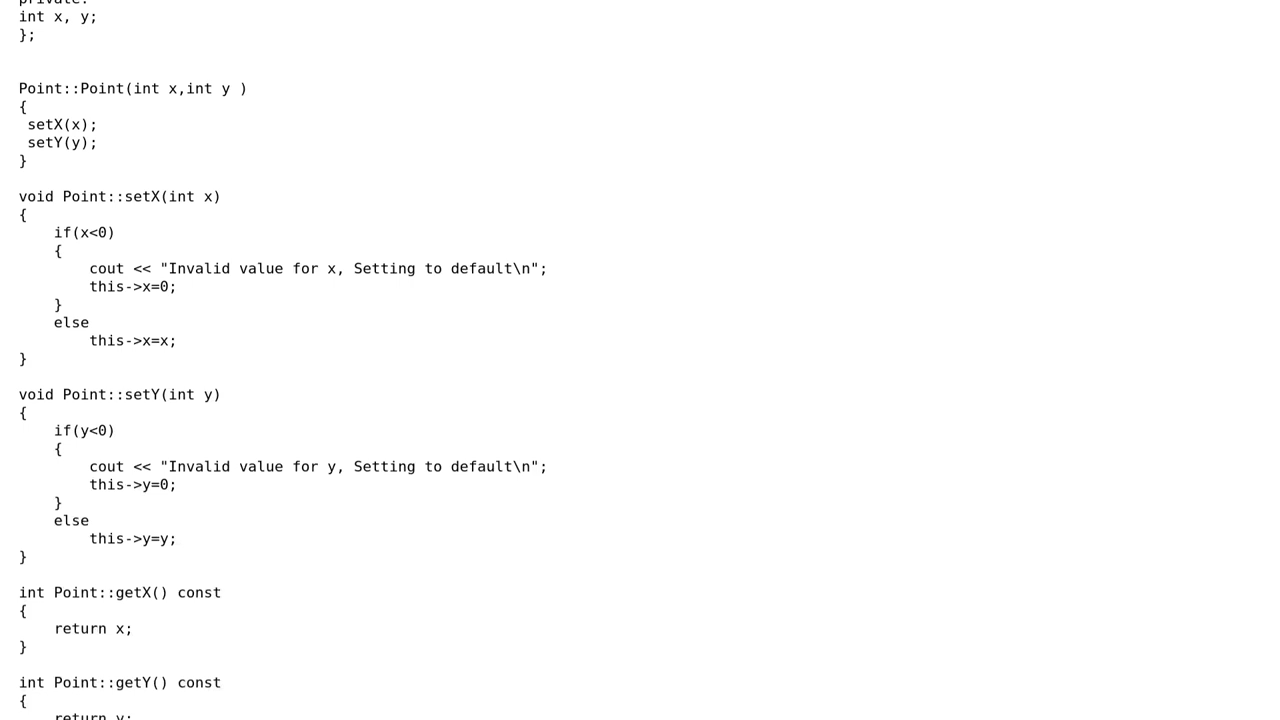 private:
int x, y;
};
Point::Point(int x,int y )
{
setX(x);
setY(y);
}
void Point::setX(int x)
{
if(x<0)
{
cout << "Invalid value for x, Setting to default\n";
this->x=0;
}
else
this->x=x;
}
void Point::setY(int y)
{
if(y<0)
{
cout << "Invalid value for y, Setting to default\n";
this->y=0;
}
else
this->y=y;
}
int Point::getX() const
{
return x;
}
int Point::getY() const
{
return y;